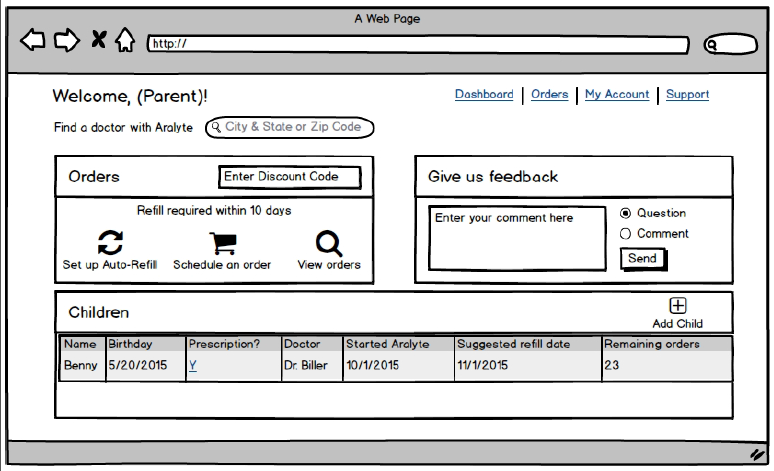 A Web Page
http://
Welcome, (Parent)!
Dashboard | Orders | My Account | Support
Find a doctor with Aralyte City & State or Zip Code
Orders Enter Discount Code
Refill required within 10 days
Set up Auto-Refill Schedule an order View orders
Give us feedback
Enter your comment here
Question
Comment
Send
Children
Add Child
Name Birthday Prescription? Doctor Started Aralyte Suggested refill date Remaining orders
Benny 5/20/2015 Y Dr. Biller 10/1/2015 11/1/2015 23